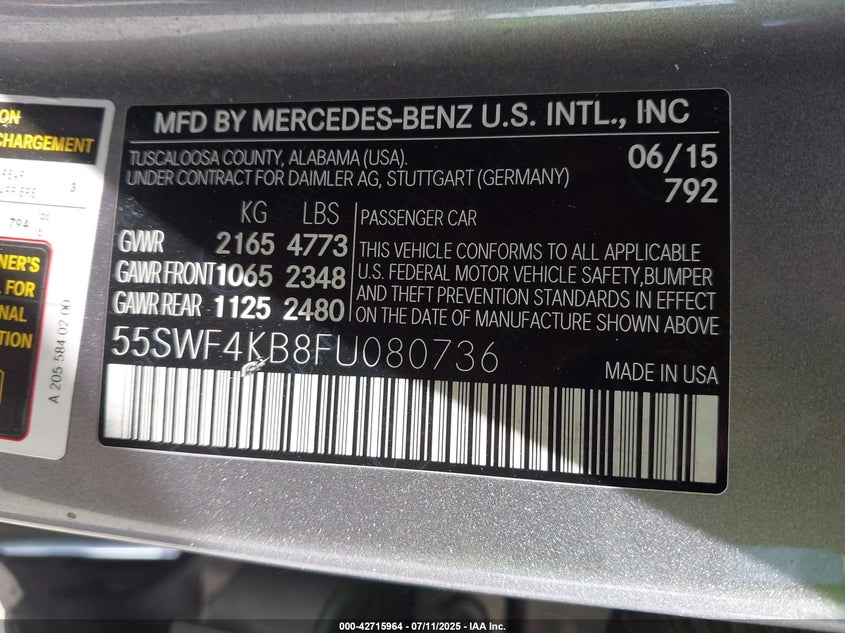 MFD BY MERCEDES-BENZ U.S. INTL., INC
TUSCALOOSA COUNTY, ALABAMA (USA).
UNDER CONTRACT FOR DAIMLER AG, STUTTGART (GERMANY)
06/15
792
KG LBS
GVWR 2165 4773
GAWR FRONT 1065 2348
GAWR REAR 1125 2480
PASSENGER CAR
THIS VEHICLE CONFORMS TO ALL APPLICABLE
U.S. FEDERAL MOTOR VEHICLE SAFETY,BUMPER
AND THEFT PREVENTION STANDARDS IN EFFECT
ON THE DATE OF MANUFACTURE SHOWN ABOVE
55SWF4KB8FU080736
MADE IN USA
ON
CHARGEMENT
3
794
NER'S
L FOR
ONAL
ATION
A 205 584 02 00
000-42715964 - 07/11/2025 - IAA Inc.